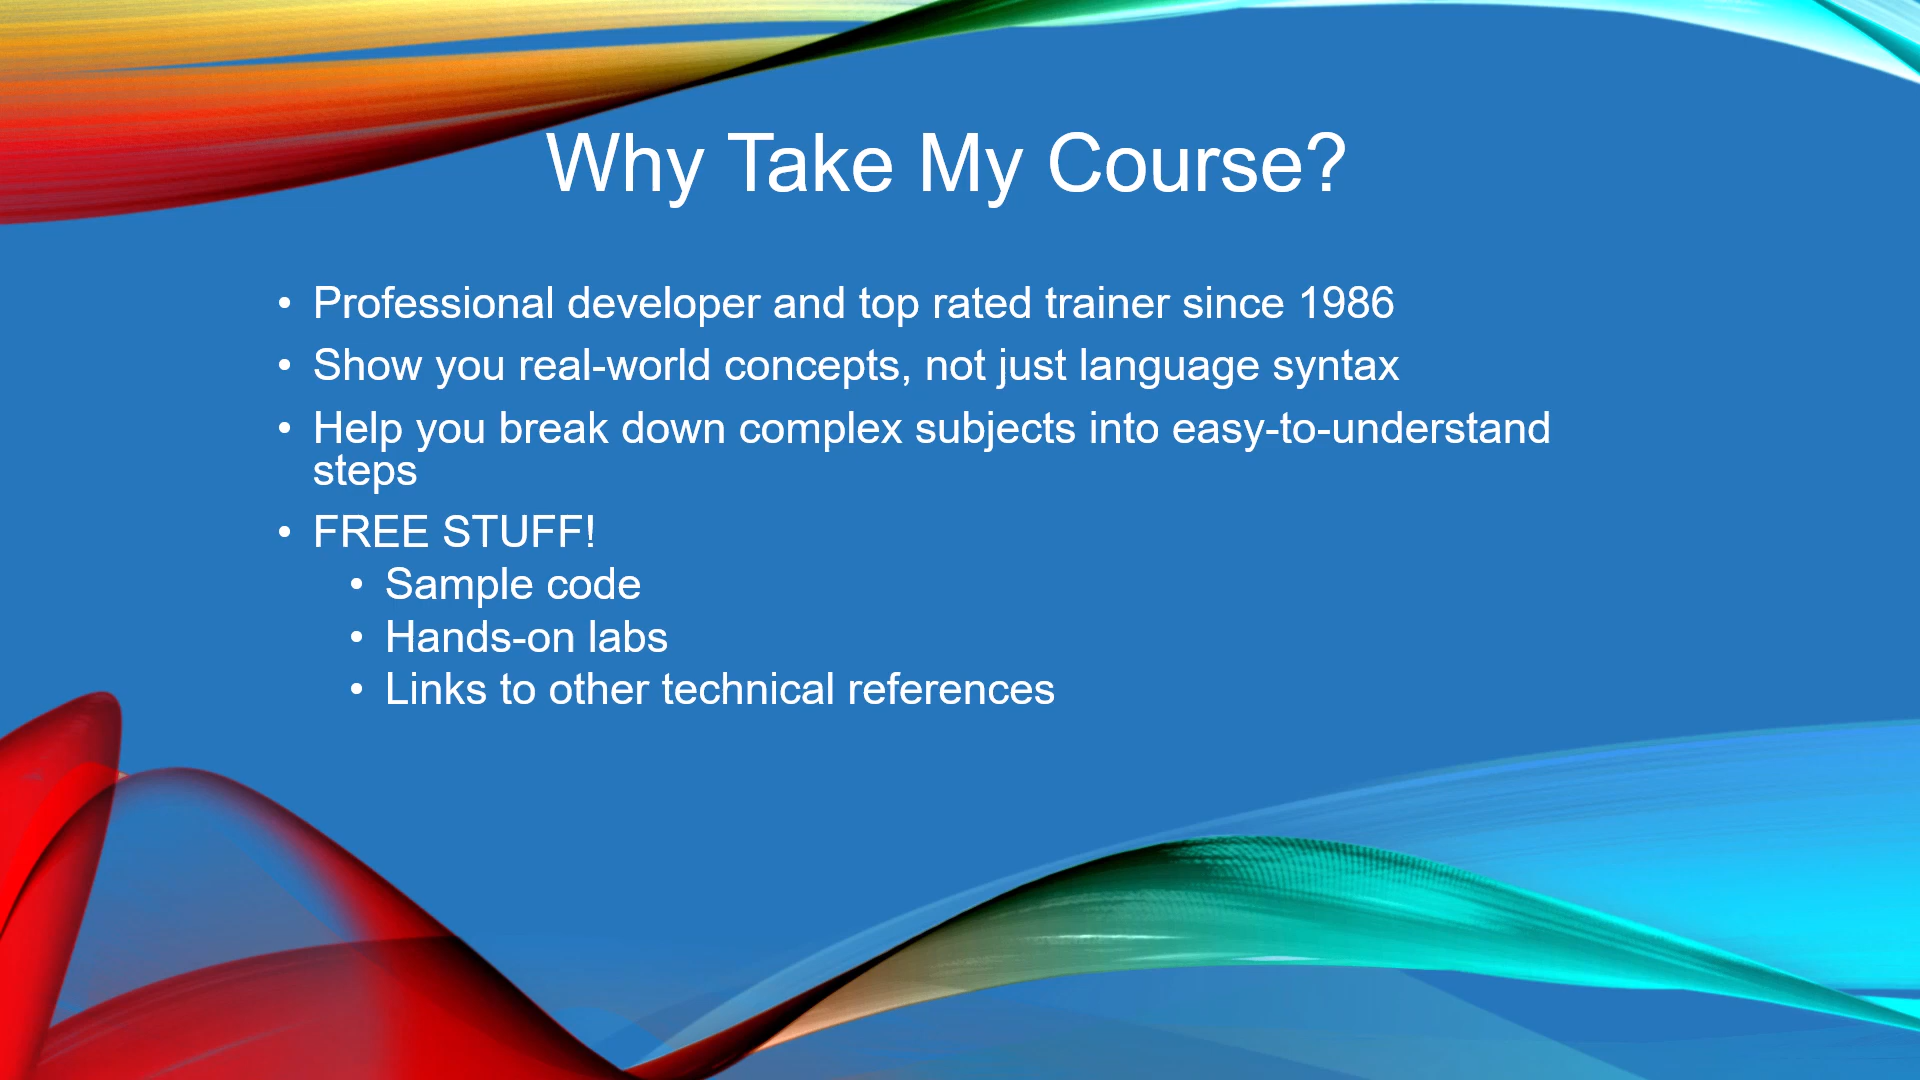 Why Take My Course?
• Professional developer and top rated trainer since 1986
• Show you real-world concepts, not just language syntax
• Help you break down complex subjects into easy-to-understand
steps
• FREE STUFF!
• Sample code
• Hands-on labs
• Links to other technical references